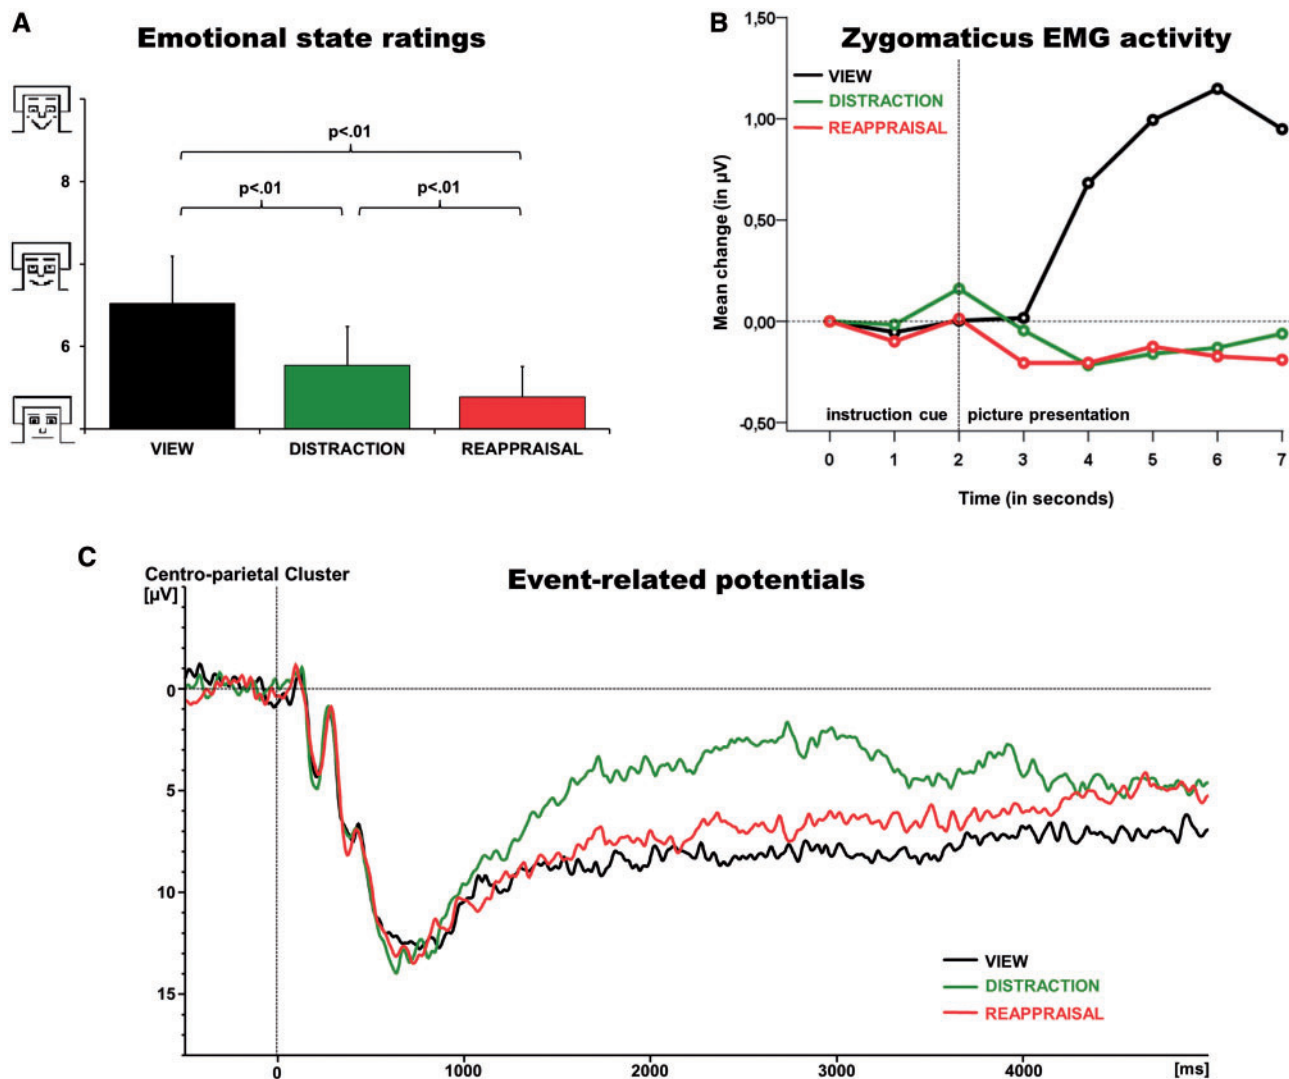 A
Emotional state ratings
p<.01
8
p<.01
p<.01
6
VIEW
DISTRACTION
REAPPRAISAL
B
1,50
Zygomaticus EMG activity
VIEW
DISTRACTION
REAPPRAISAL
1,00
0,50
0,00
-0,50
Mean change (in µV)
instruction cue
picture presentation
0 1 2 3 4 5 6 7
Time (in seconds)
C
Centro-parietal Cluster
[µV]
Event-related potentials
0
5
10
15
VIEW
DISTRACTION
REAPPRAISAL
0 1000 2000 3000 4000 [ms]